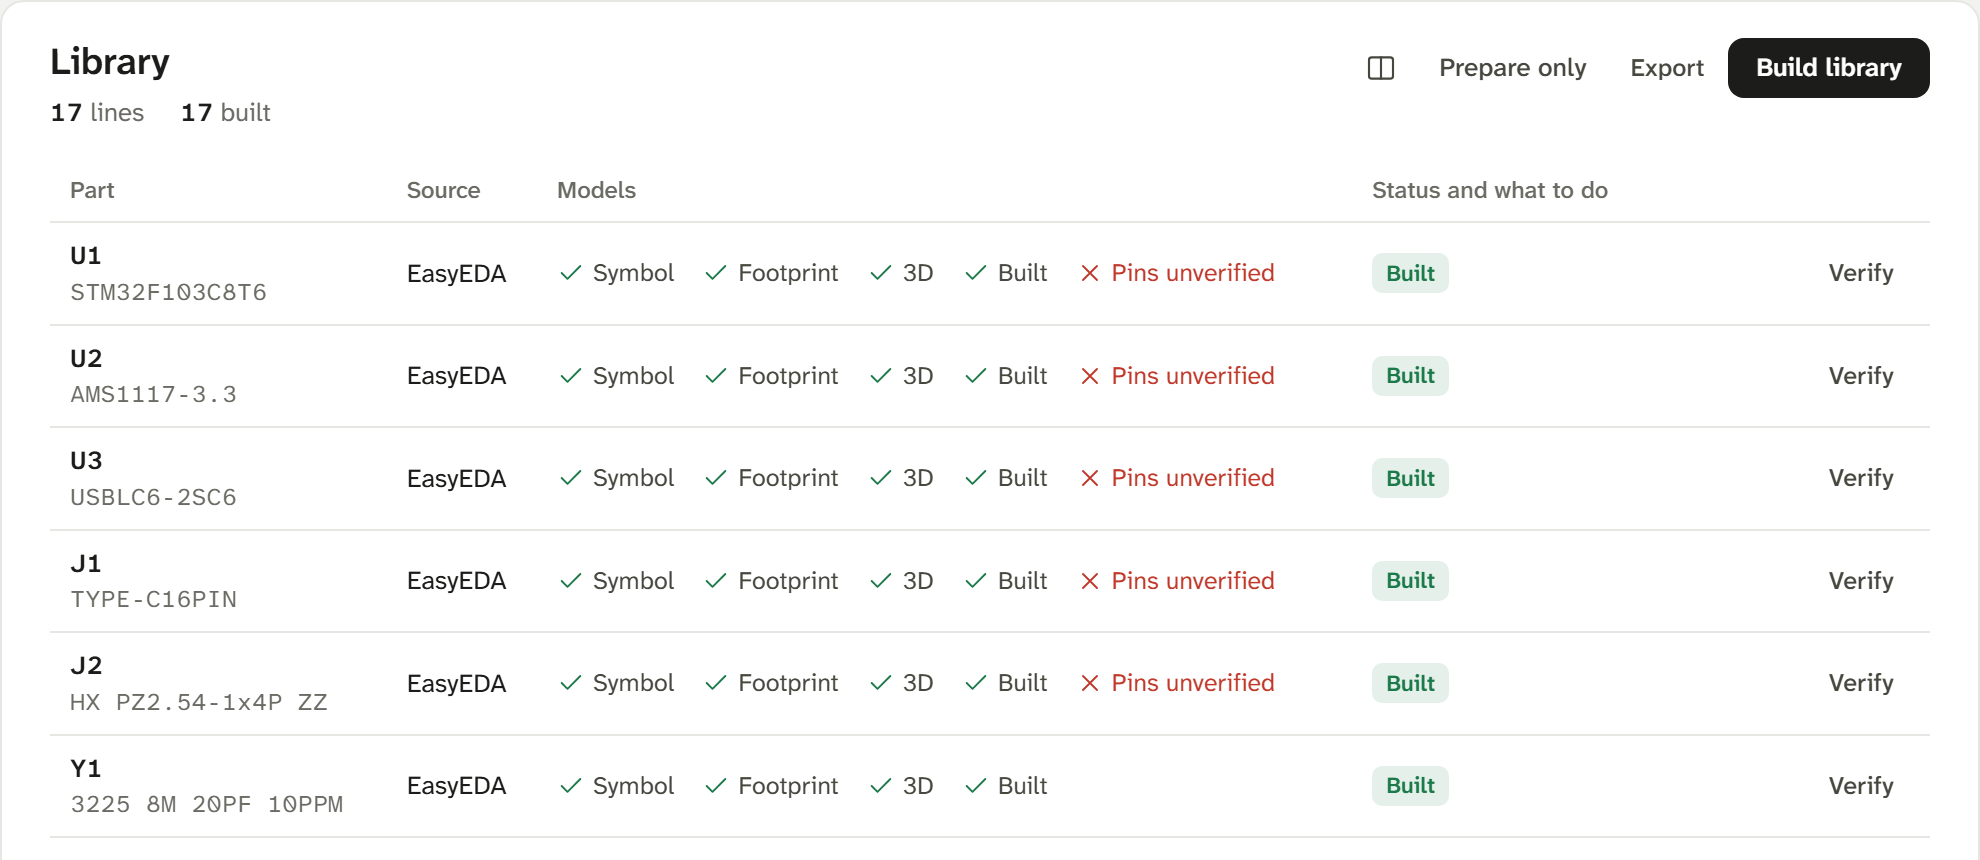 Library
Prepare only Export Build library
17 lines 17 built
Part Source Models Status and what to do
U1
STM32F103C8T6
EasyEDA Symbol Footprint 3D Built Pins unverified Built Verify
U2
AMS1117-3.3
EasyEDA Symbol Footprint 3D Built Pins unverified Built Verify
U3
USBLC6-2SC6
EasyEDA Symbol Footprint 3D Built Pins unverified Built Verify
J1
TYPE-C16PIN
EasyEDA Symbol Footprint 3D Built Pins unverified Built Verify
J2
HX PZ2.54-1x4P ZZ
EasyEDA Symbol Footprint 3D Built Pins unverified Built Verify
Y1
3225 8M 20PF 10PPM
EasyEDA Symbol Footprint 3D Built Built Verify